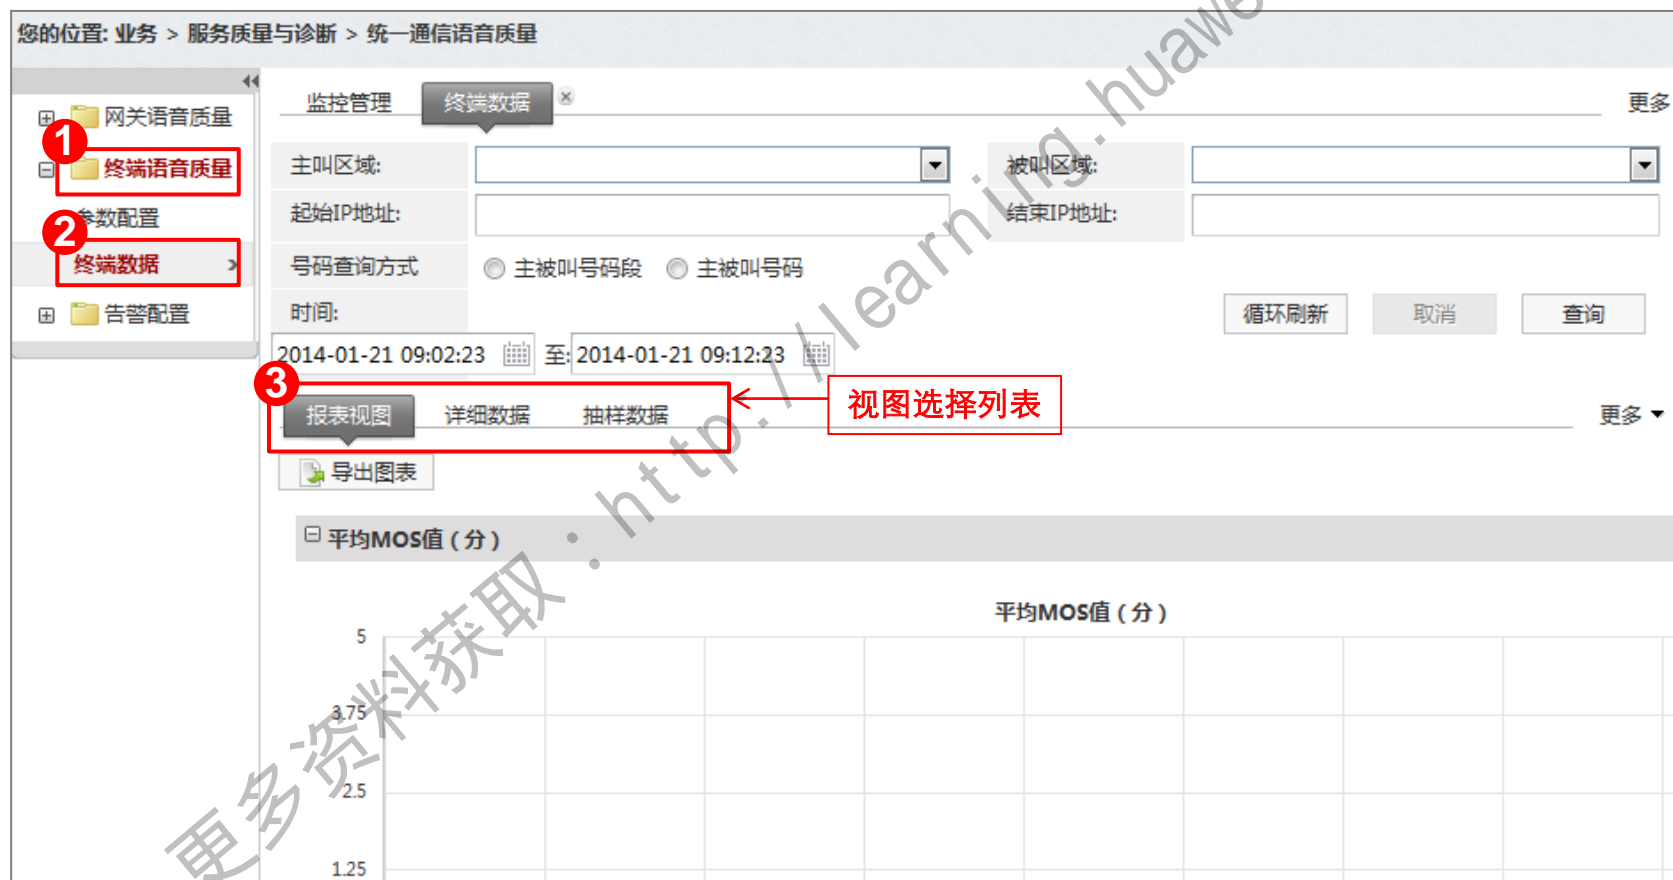 您的位置: 业务 > 服务质量与诊断 > 统一通信语音质量
网关语音质量
1
终端语音质量
参数配置
2
终端数据
告警配置
监控管理 终端数据 更多
主叫区域: 被叫区域:
起始IP地址: 结束IP地址:
号码查询方式 主被叫号码段 主被叫号码
时间: 循环刷新 取消 查询
2014-01-21 09:02:23 至: 2014-01-21 09:12:23
3
报表视图 详细数据 抽样数据 视图选择列表 更多
导出图表
平均MOS值 ( 分 )
平均MOS值 ( 分 )
5
3.75
2.5
1.25
更多资料获取：http://learning.huawe